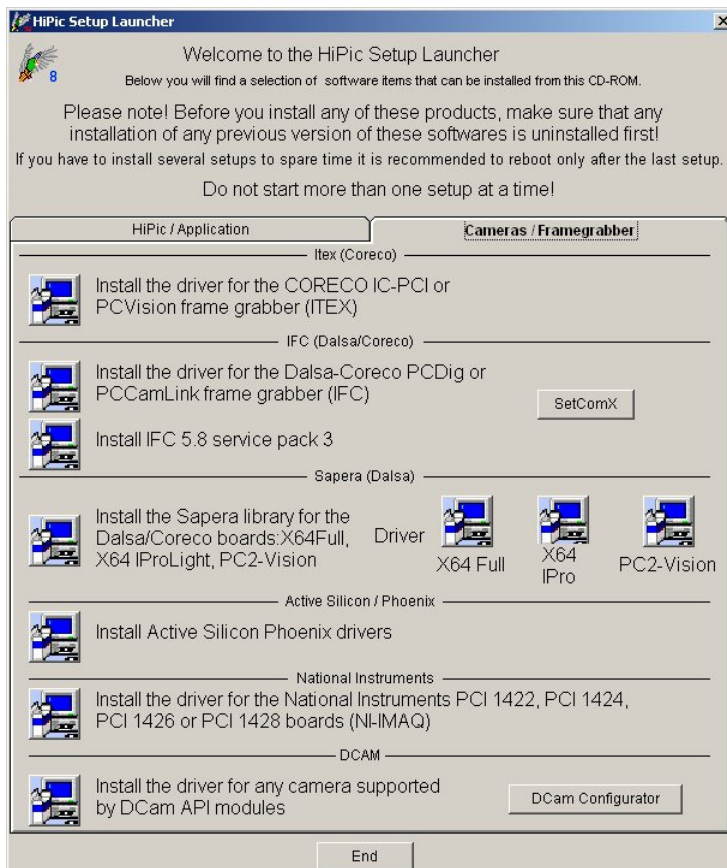 HiPic Setup Launcher
8
Welcome to the HiPic Setup Launcher
Below you will find a selection of software items that can be installed from this CD-ROM.
Please note! Before you install any of these products, make sure that any
installation of any previous version of these softwares is uninstalled first!
If you have to install several setups to spare time it is recommended to reboot only after the last setup.
Do not start more than one setup at a time!
HiPic / Application
Cameras / Framegrabber
Itex (Coreco)
Install the driver for the CORECO IC-PCI or
PCVision frame grabber (ITEX)
IFC (Dalsa/Coreco)
Install the driver for the Dalsa-Coreco PCDig or
PCCamLink frame grabber (IFC)
SetComX
Install IFC 5.8 service pack 3
Sapera (Dalsa)
Install the Sapera library for the
Dalsa/Coreco boards:X64Full,
X64 IProLight, PC2-Vision
Driver
X64 Full
X64
IPro
PC2-Vision
Active Silicon / Phoenix
Install Active Silicon Phoenix drivers
National Instruments
Install the driver for the National Instruments PCI 1422, PCI 1424,
PCI 1426 or PCI 1428 boards (NI-IMAQ)
DCAM
Install the driver for any camera supported
by DCam API modules
DCam Configurator
End